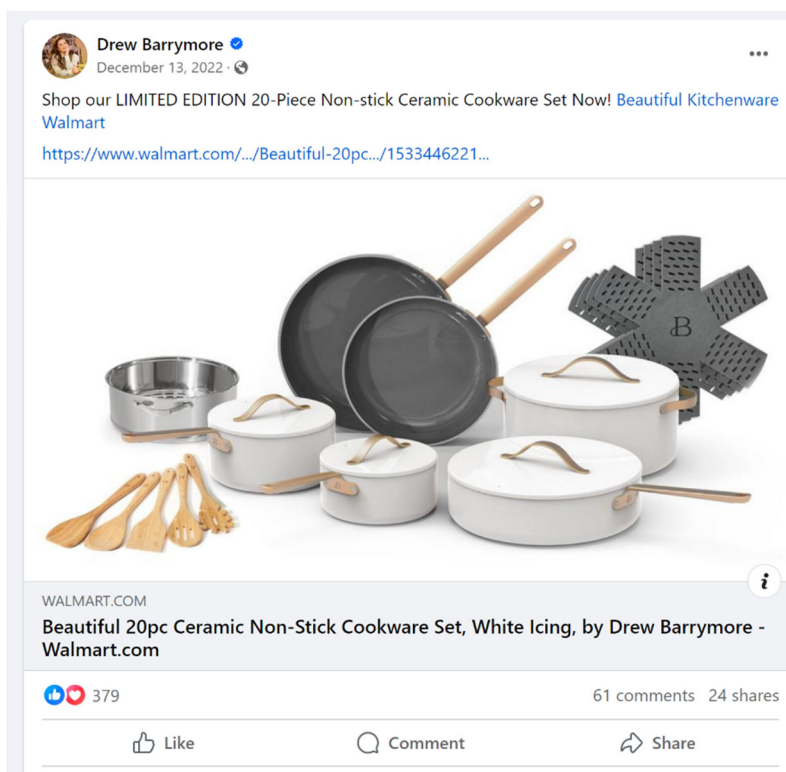 Drew Barrymore
December 13, 2022 ·
Shop our LIMITED EDITION 20-Piece Non-stick Ceramic Cookware Set Now! Beautiful Kitchenware
Walmart
https://www.walmart.com/.../Beautiful-20pc.../1533446221...
B
i
WALMART.COM
Beautiful 20pc Ceramic Non-Stick Cookware Set, White Icing, by Drew Barrymore -
Walmart.com
379 61 comments 24 shares
Like Comment Share